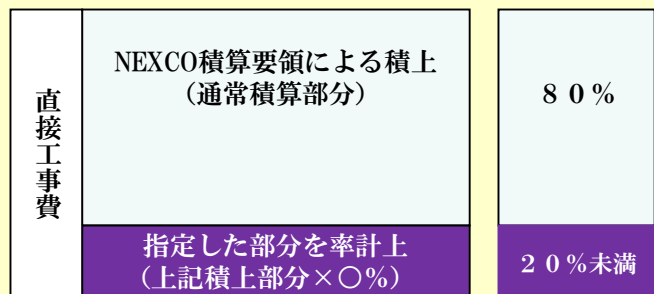 直接工事費
NEXCO積算要領による積上
（通常積算部分）
８０%
指定した部分を率計上
（上記積上部分×〇%）
２０%未満